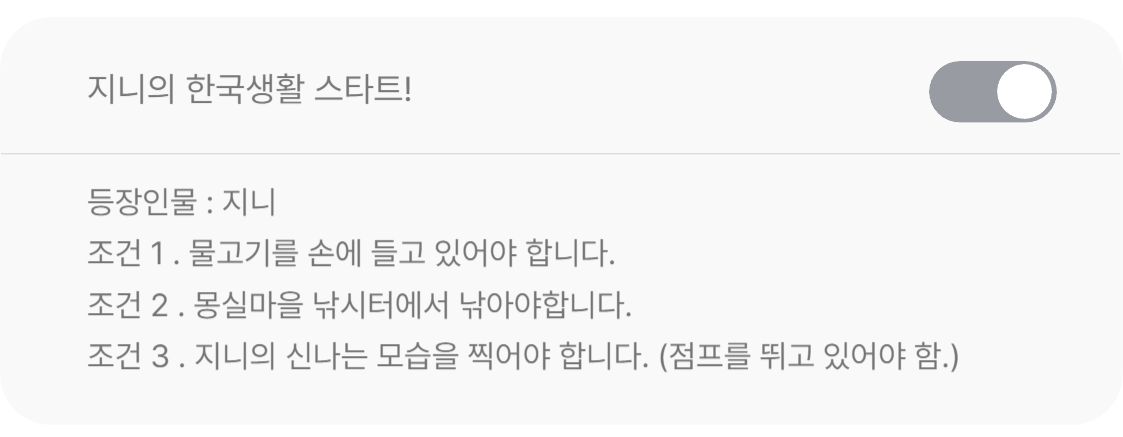 지니의 한국생활 스타트!
등장인물 : 지니
조건 1 . 물고기를 손에 들고 있어야 합니다.
조건 2 . 몽실마을 낚시터에서 낚아야합니다.
조건 3 . 지니의 신나는 모습을 찍어야 합니다. (점프를 뛰고 있어야 함.)